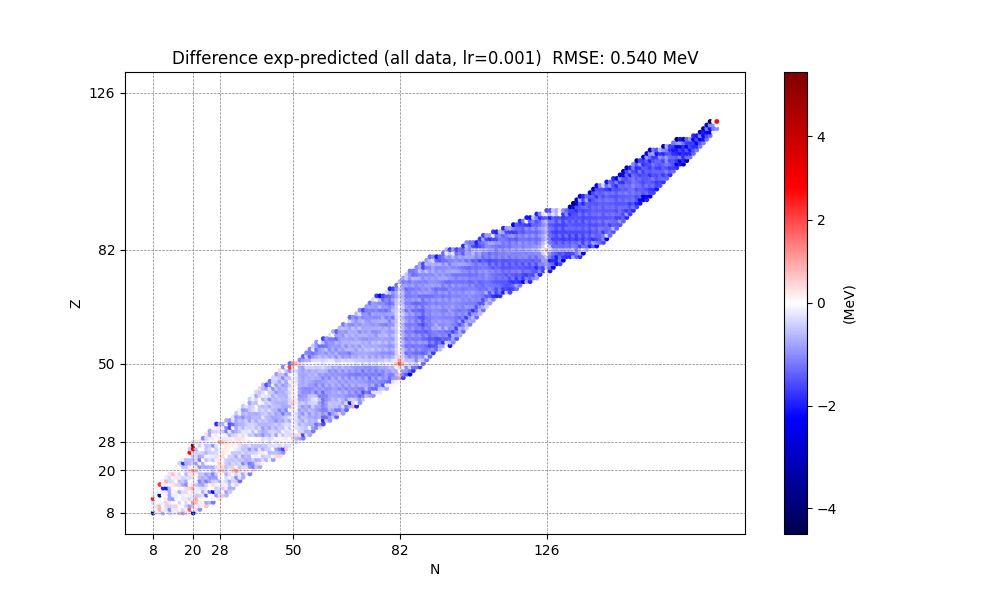 Difference exp-predicted (all data, lr=0.001)  RMSE: 0.540 MeV
126
82
50
28
20
8
Z
8 20 28 50 82 126
N
4
2
0
−2
−4
(MeV)